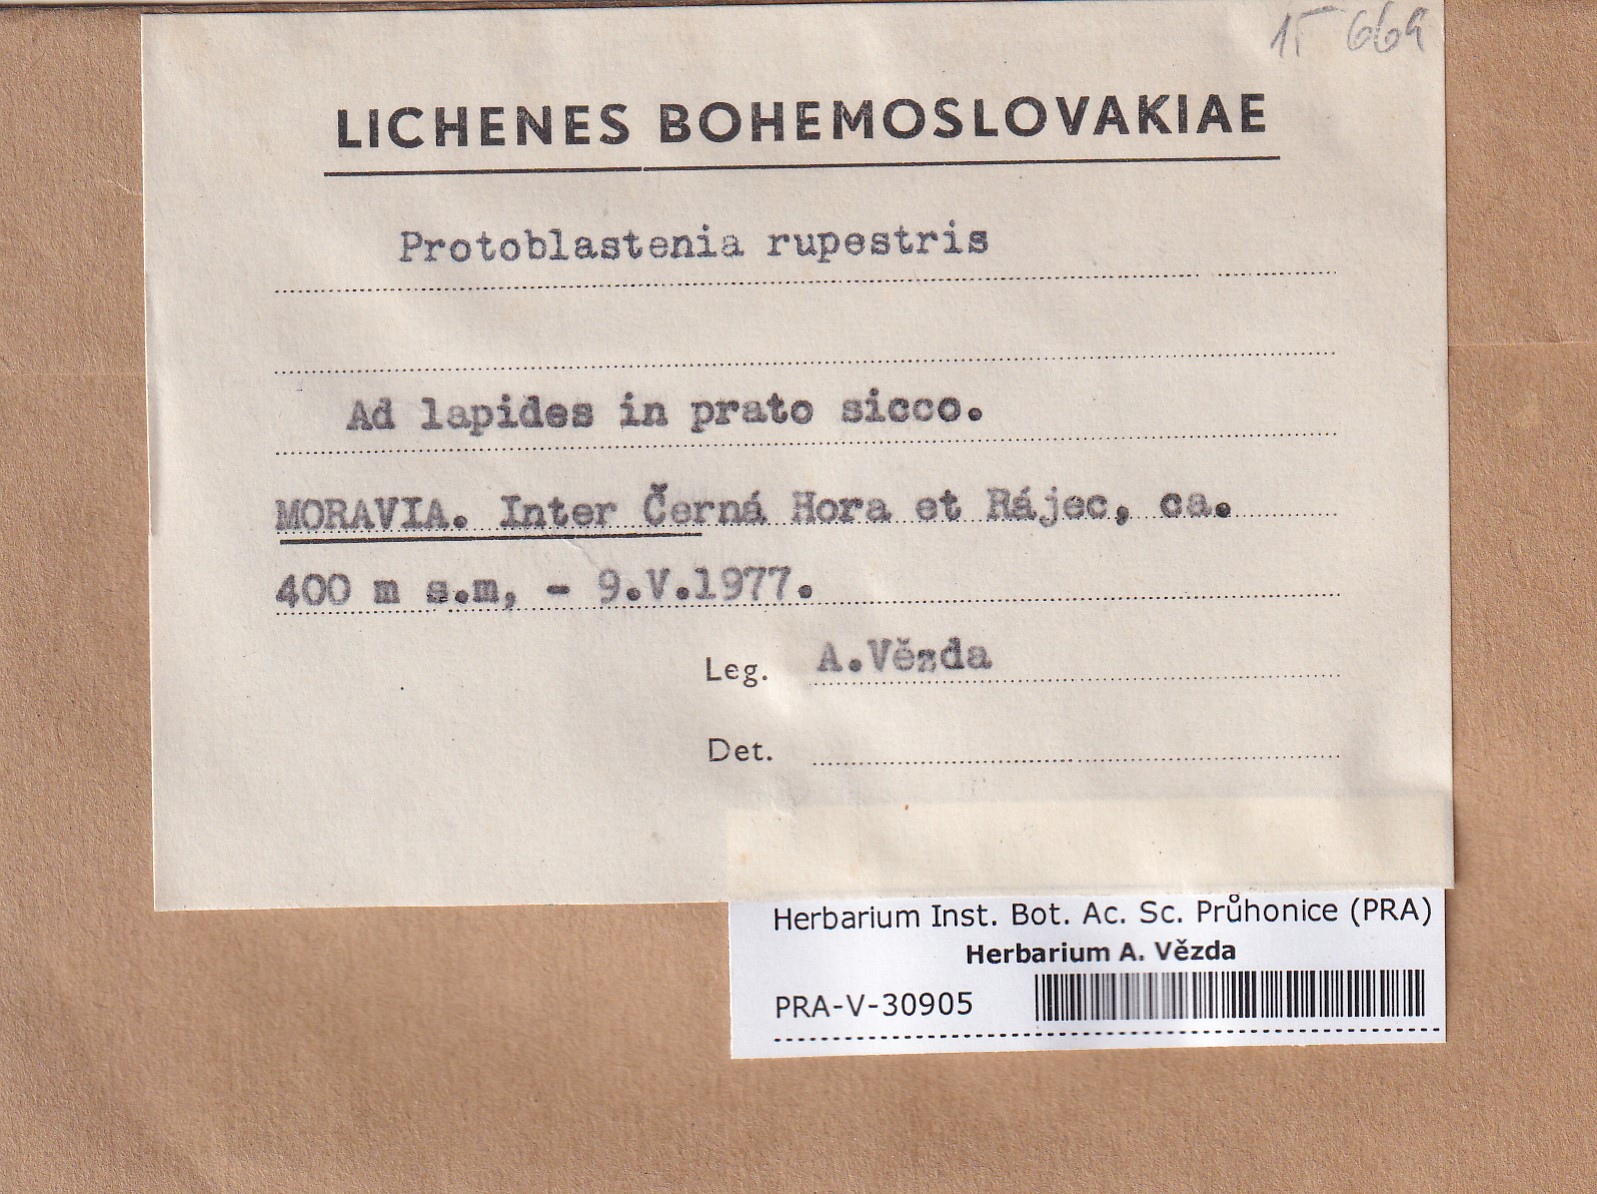 15 669
LICHENES BOHEMOSLOVAKIAE
Protoblastenia rupestris
Ad lapides in prato sicco.
MORAVIA. Inter Černá Hora et Rájec, ca.
400 m s.m, - 9.V.1977.
Leg. A.Vězda
Det.
Herbarium Inst. Bot. Ac. Sc. Průhonice (PRA)
Herbarium A. Vězda
PRA-V-30905